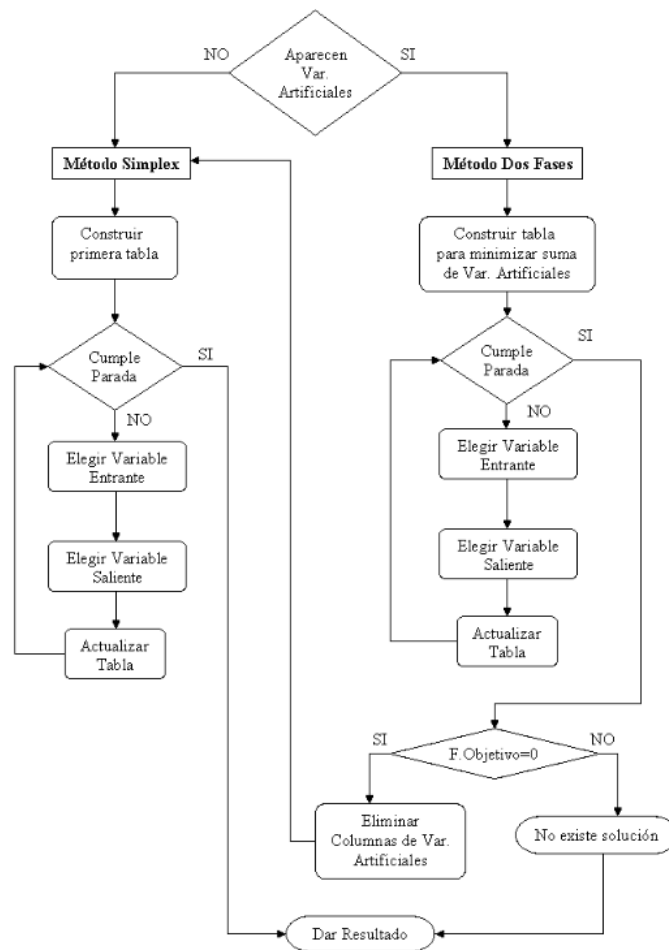 NO
Aparecen
Var.
Artificiales
SI
Método Simplex
Método Dos Fases
Construir
primera tabla
Construir tabla
para minimizar suma
de Var. Artificiales
Cumple
Parada
SI
NO
Cumple
Parada
SI
NO
Elegir Variable
Entrante
Elegir Variable
Entrante
Elegir Variable
Saliente
Elegir Variable
Saliente
Actualizar
Tabla
Actualizar
Tabla
SI
F.Objetivo=0
NO
Eliminar
Columnas de Var.
Artificiales
No existe solución
Dar Resultado